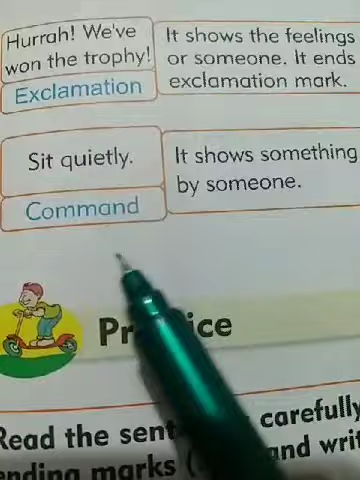 Hurrah! We've
won the trophy!
Exclamation
It shows the feelings
or someone. It ends
exclamation mark.
Sit quietly.
Command
It shows something
by someone.
Pr ice
Read the sent carefully
ending marks ( and writ